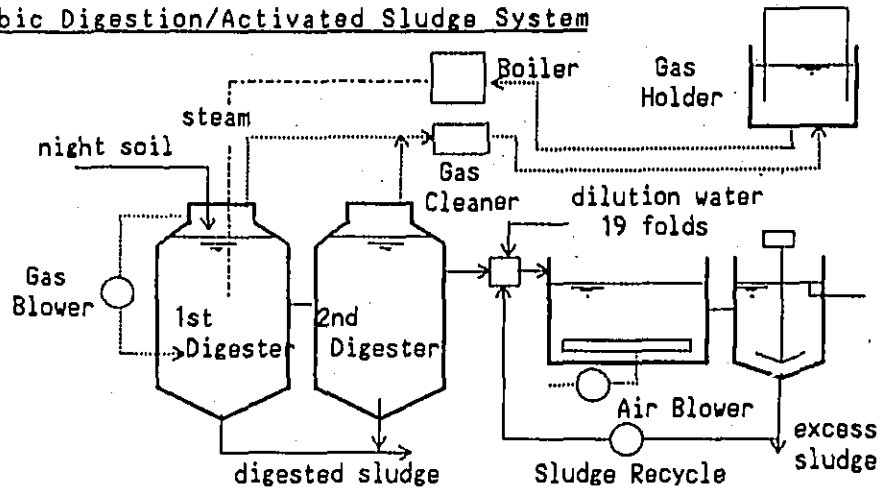 bic Digestion/Activated Sludge System
Boiler
Gas
Holder
steam
night soil
Gas
Cleaner
dilution water
19 folds
Gas
Blower
1st
Digester
2nd
Digester
Air Blower
excess
sludge
digested sludge
Sludge Recycle